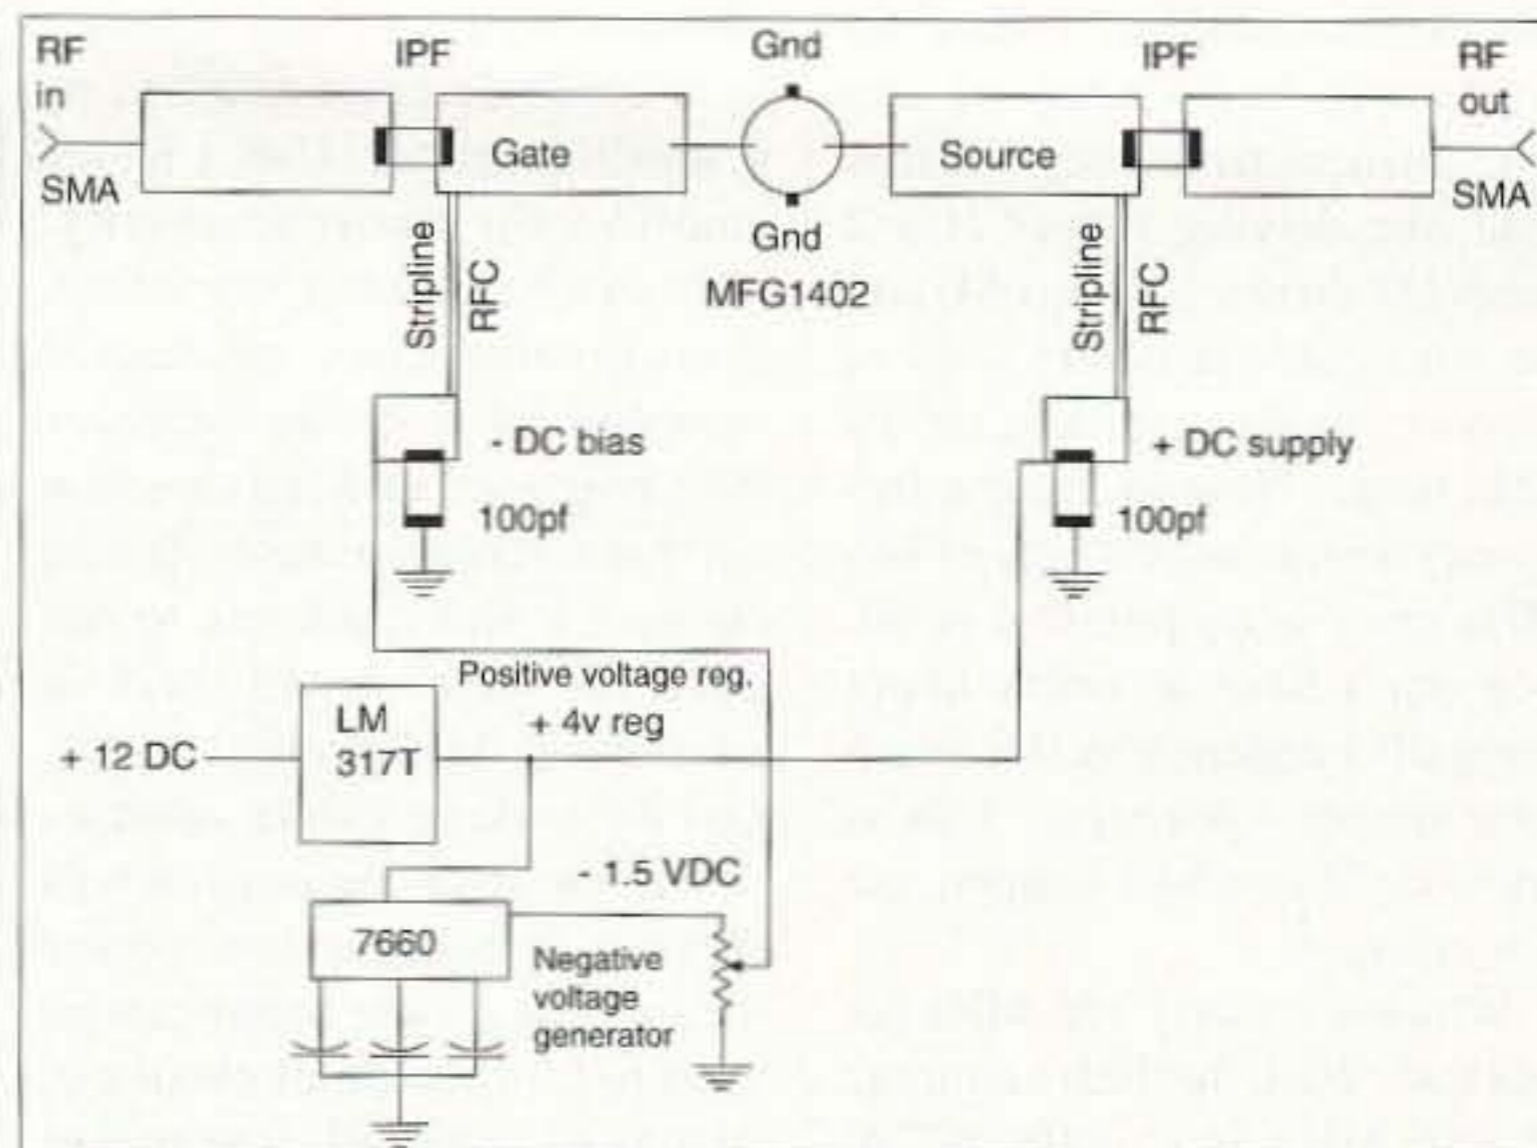 RF
in
IPF
Gnd
IPF
RF
out
Gate
Source
SMA
SMA
Gnd
MFG1402
Stripline
RFC
Stripline
RFC
- DC bias
+ DC supply
100pf
100pf
Positive voltage reg.
+ 4v reg
LM
317T
+ 12 DC
- 1.5 VDC
7660
Negative
voltage
generator